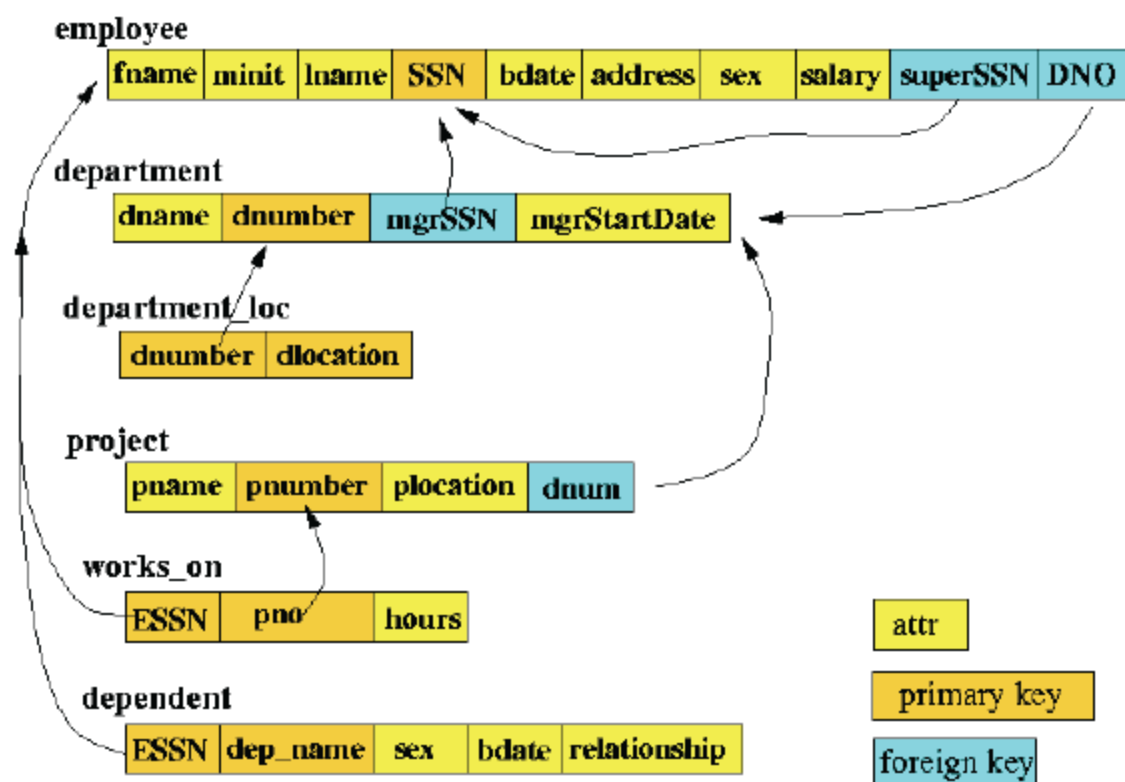 employee
fname minit lname SSN bdate address sex salary superSSN DNO
department
dname dnumber mgrSSN mgrStartDate
department_loc
dnumber dlocation
project
pname pnumber plocation dnum
works_on
ESSN pno hours
attr
primary key
dependent
ESSN dep_name sex bdate relationship
foreign key